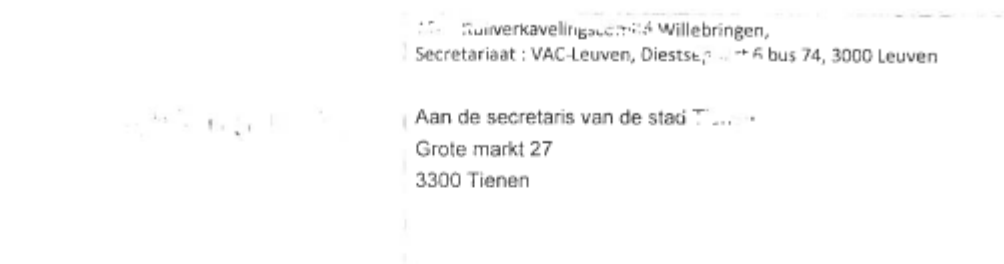 Willebringen,
Secretariaat : VAC-Leuven, 6 bus 74, 3000 Leuven
Aan de secretaris van de stad
Grote markt 27
3300 Tienen